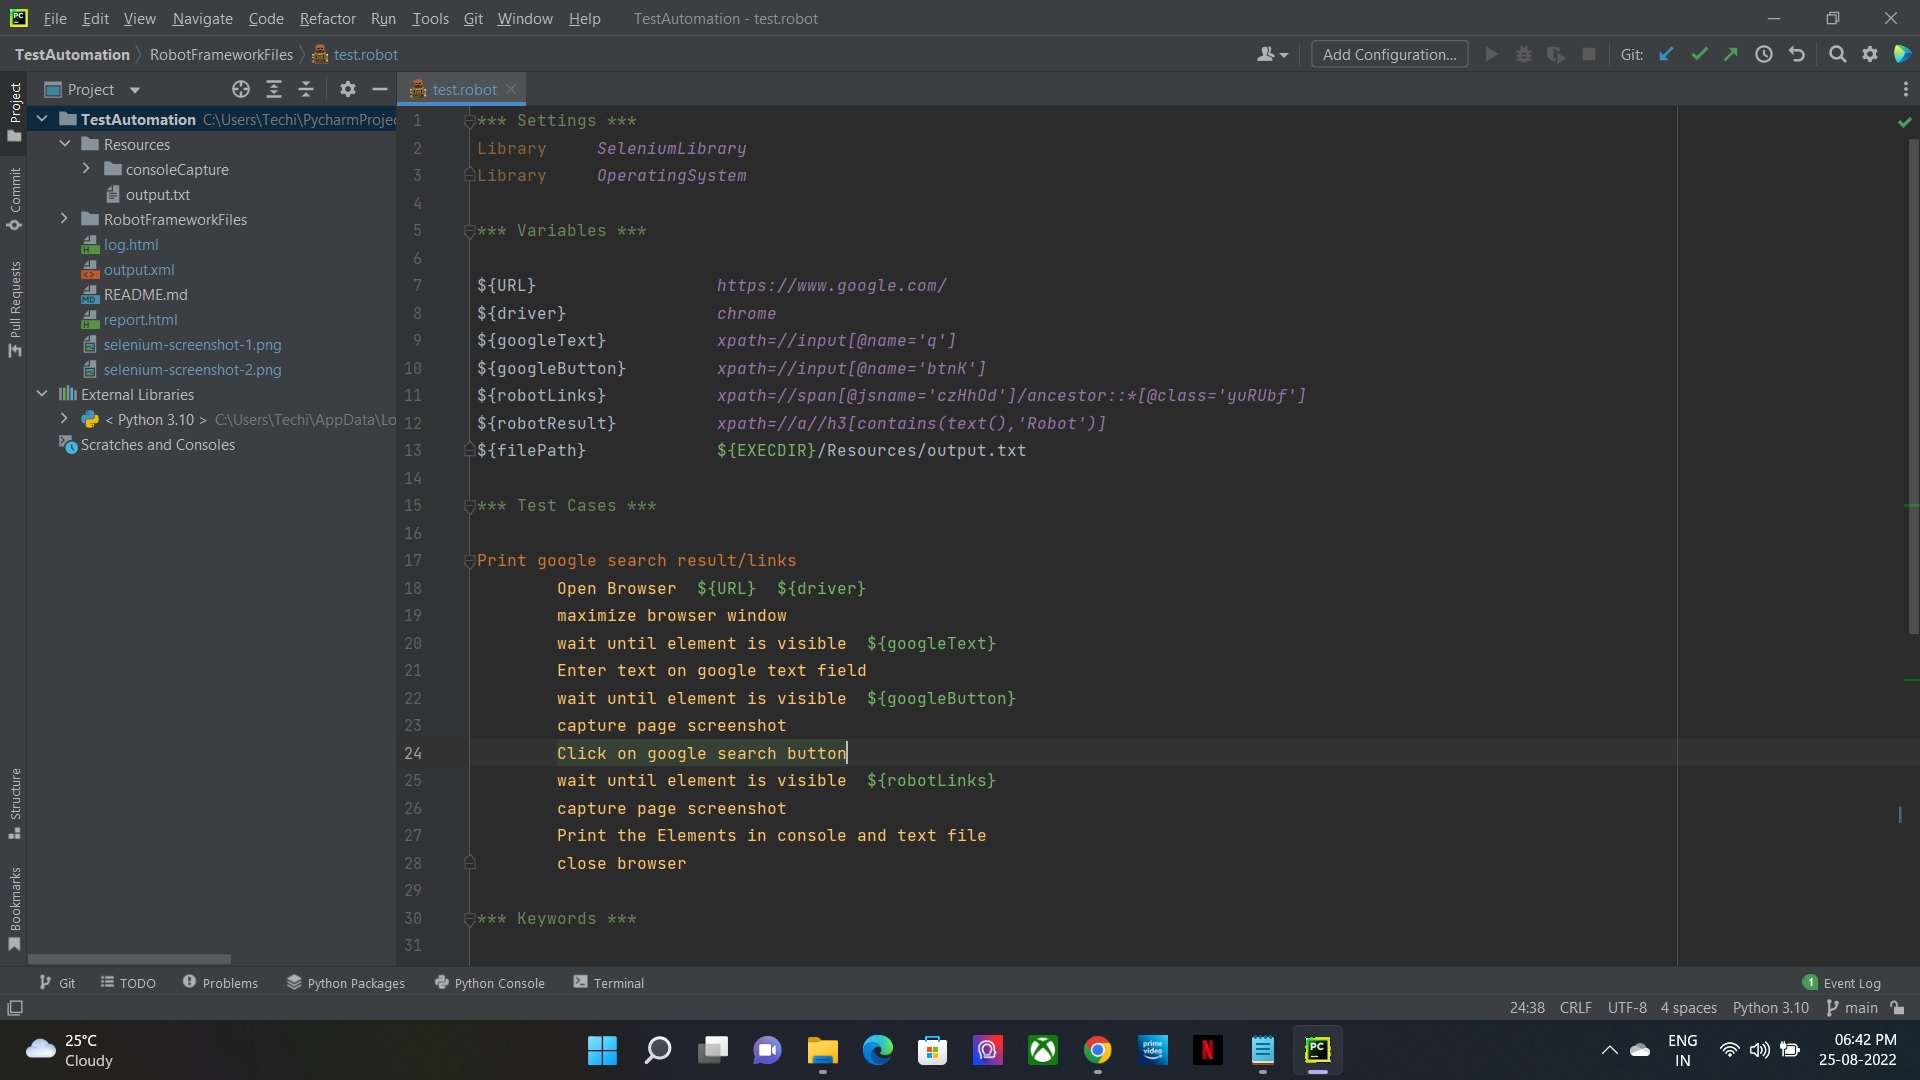 File Edit View Navigate Code Refactor Run Tools Git Window Help TestAutomation - test.robot
TestAutomation RobotFrameworkFiles test.robot Add Configuration... Git:
Project test.robot
Project
Commit
Pull Requests
Structure
Bookmarks
TestAutomation C:\Users\Techi\PycharmProjec
Resources
consoleCapture
output.txt
RobotFrameworkFiles
log.html
output.xml
README.md
report.html
selenium-screenshot-1.png
selenium-screenshot-2.png
External Libraries
< Python 3.10 > C:\Users\Techi\AppData\Lo
Scratches and Consoles
1 *** Settings ***
2 Library SeleniumLibrary
3 Library OperatingSystem
4
5 *** Variables ***
6
7 ${URL} https://www.google.com/
8 ${driver} chrome
9 ${googleText} xpath=//input[@name='q']
10 ${googleButton} xpath=//input[@name='btnK']
11 ${robotLinks} xpath=//span[@jsname='czHhOd']/ancestor::*[@class='yuRUbf']
12 ${robotResult} xpath=//a//h3[contains(text(),'Robot')]
13 ${filePath} ${EXECDIR}/Resources/output.txt
14
15 *** Test Cases ***
16
17 Print google search result/links
18 Open Browser ${URL} ${driver}
19 maximize browser window
20 wait until element is visible ${googleText}
21 Enter text on google text field
22 wait until element is visible ${googleButton}
23 capture page screenshot
24 Click on google search button
25 wait until element is visible ${robotLinks}
26 capture page screenshot
27 Print the Elements in console and text file
28 close browser
29
30 *** Keywords ***
31
Git TODO Problems Python Packages Python Console Terminal 1 Event Log
24:38 CRLF UTF-8 4 spaces Python 3.10 main
25°C
Cloudy
prime video
N
PC
ENG
IN
06:42 PM
25-08-2022